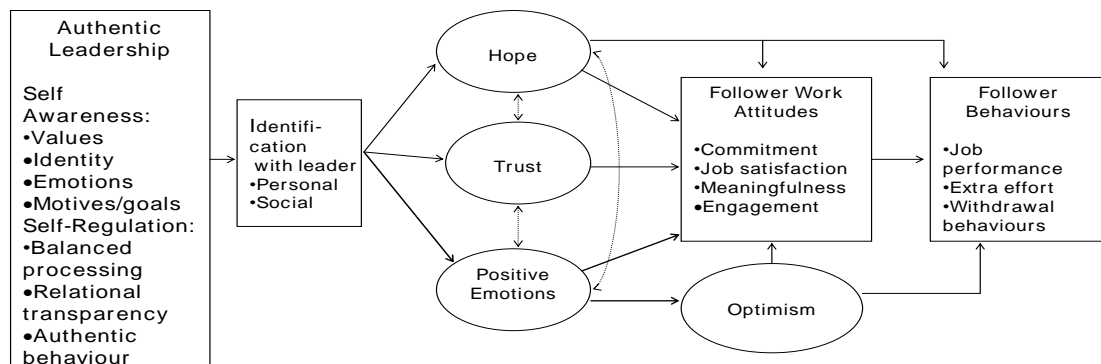 Authentic
Leadership
Self
Awareness:
•Values
•Identity
•Emotions
•Motives/goals
Self-Regulation:
•Balanced
processing
•Relational
transparency
•Authentic
behaviour
Identifi-
cation
with leader
•Personal
•Social
Hope
Trust
Positive
Emotions
Follower Work
Attitudes
•Commitment
•Job satisfaction
•Meaningfulness
•Engagement
Optimism
Follower
Behaviours
•Job
performance
•Extra effort
•Withdrawal
behaviours